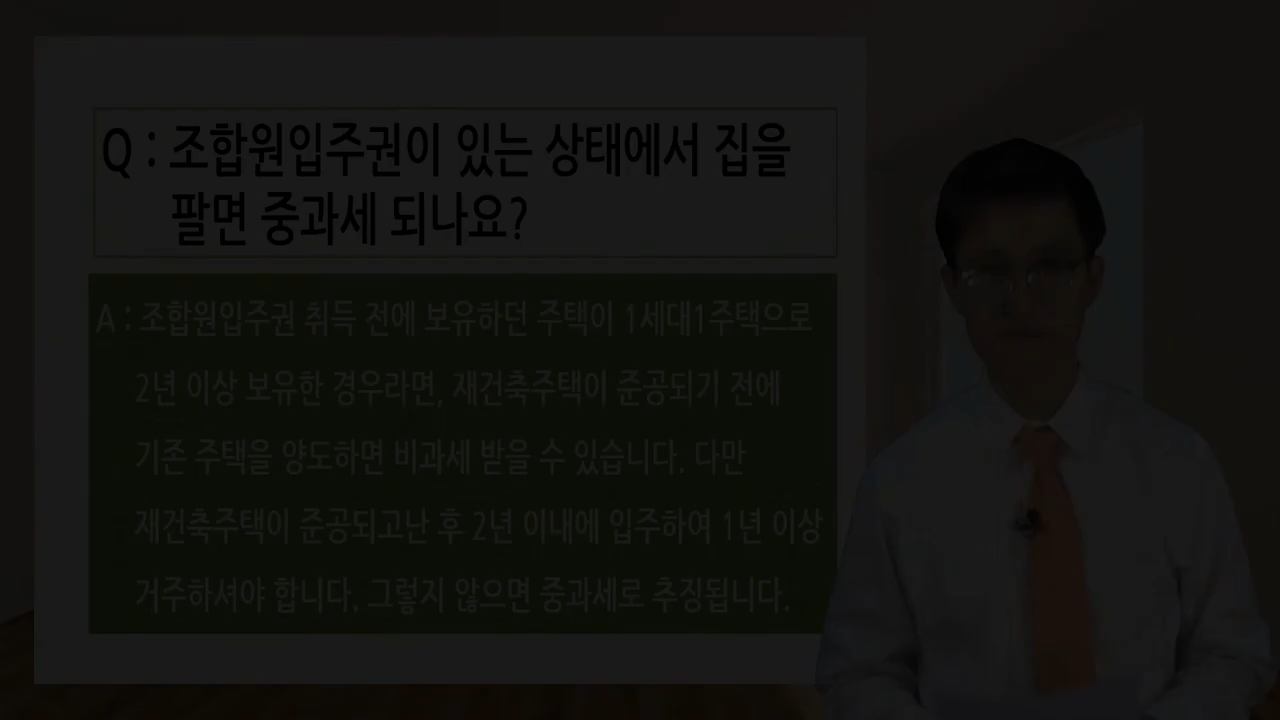 Q : 조합원입주권이 있는 상태에서 집을
팔면 중과세 되나요?
A : 조합원입주권 취득 전에 보유하던 주택이 1세대1주택으로
2년 이상 보유한 경우라면, 재건축주택이 준공되기 전에
기존 주택을 양도하면 비과세 받을 수 있습니다. 다만
재건축주택이 준공되고난 후 2년 이내에 입주하여 1년 이상
거주하셔야 합니다. 그렇지 않으면 중과세로 추징됩니다.